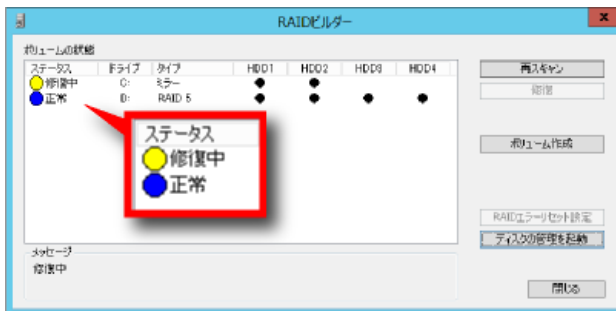 RAIDビルダー
x
ボリュームの状態
ステータス ドライブ タイプ HDD1 HDD2 HDD3 HDD4
修復中 C: ミラー ● ●
正常 D: RAID 5 ● ● ● ●
ステータス
修復中
正常
再スキャン
修復
ボリューム作成
RAIDエラーリセット設定
ディスクの管理を起動
メッセージ
修復中
閉じる